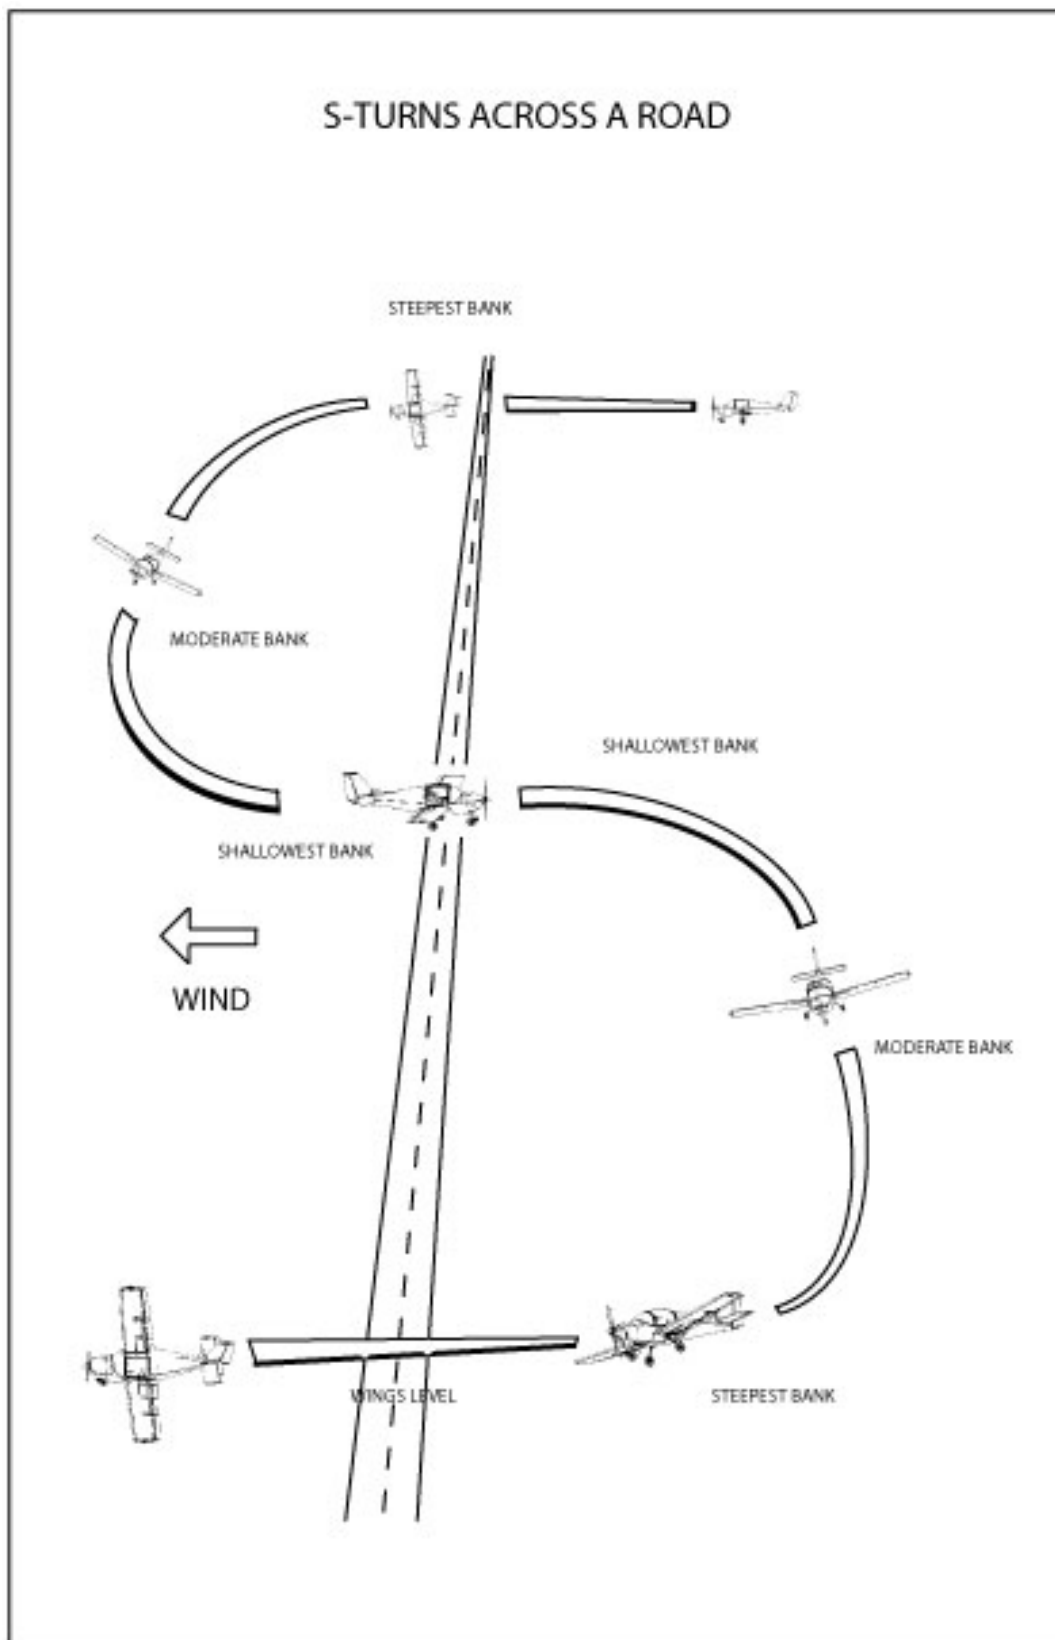 S-TURNS ACROSS A ROAD
STEEPEST BANK
MODERATE BANK
SHALLOWEST BANK
SHALLOWEST BANK
WIND
MODERATE BANK
WINGS LEVEL
STEEPEST BANK